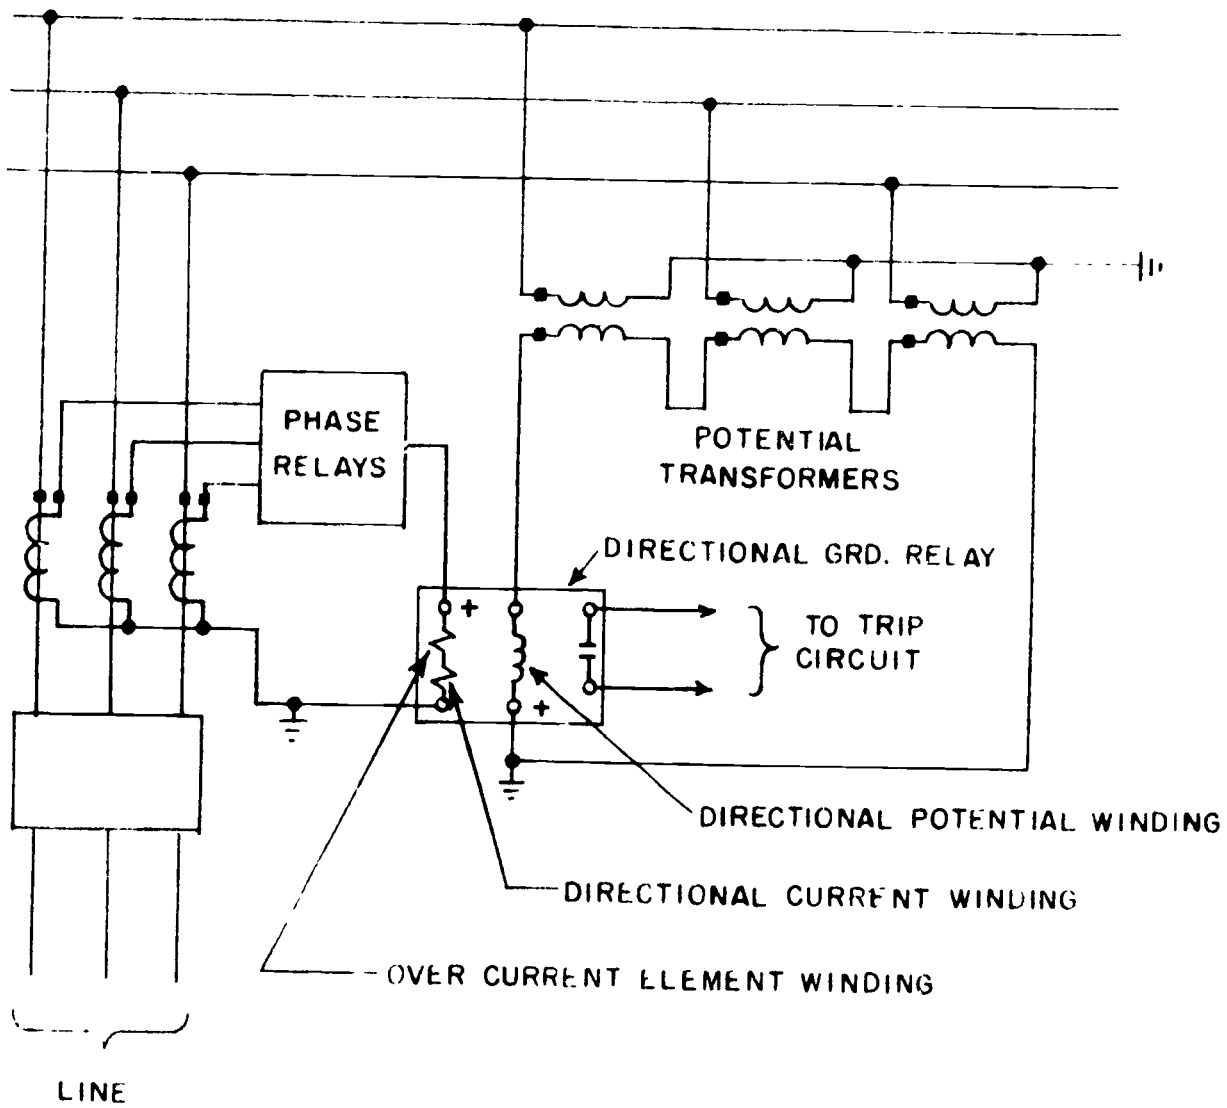 PHASE
RELAYS
POTENTIAL
TRANSFORMERS
DIRECTIONAL GRD. RELAY
+
TO TRIP
CIRCUIT
+
DIRECTIONAL POTENTIAL WINDING
DIRECTIONAL CURRENT WINDING
OVER CURRENT ELEMENT WINDING
LINE